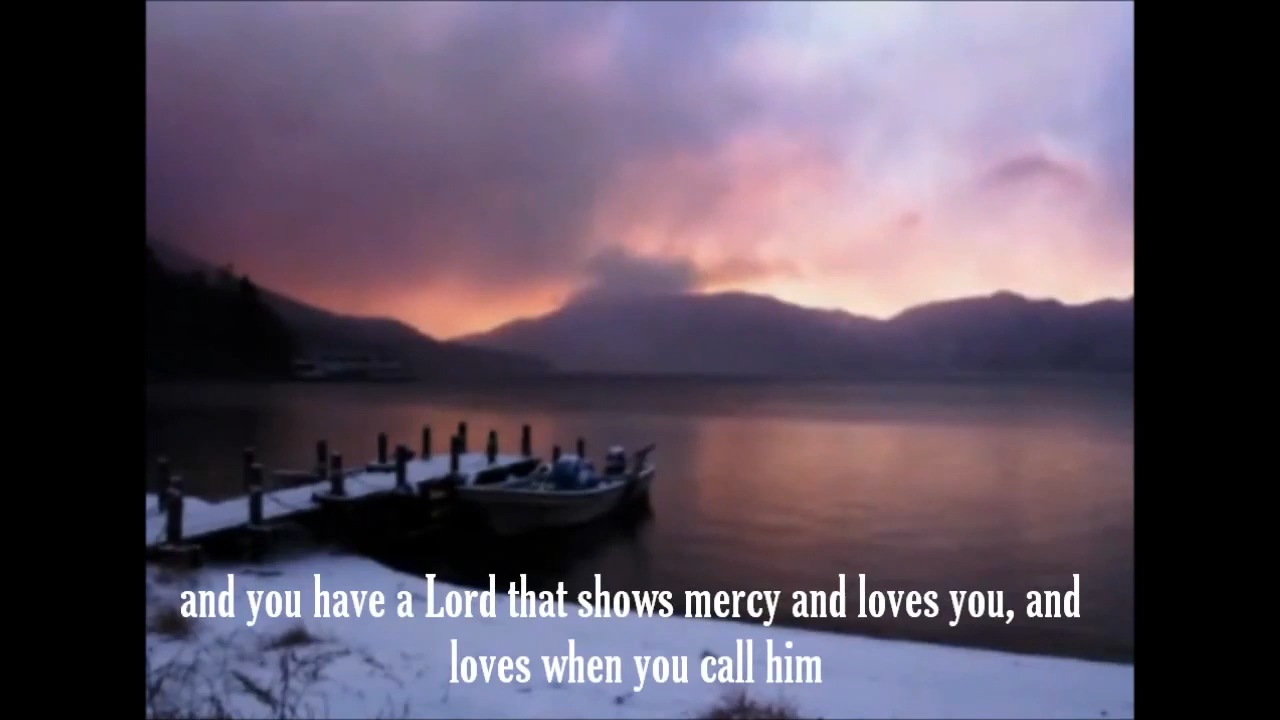 and you have a Lord that shows mercy and loves you, and
loves when you call him